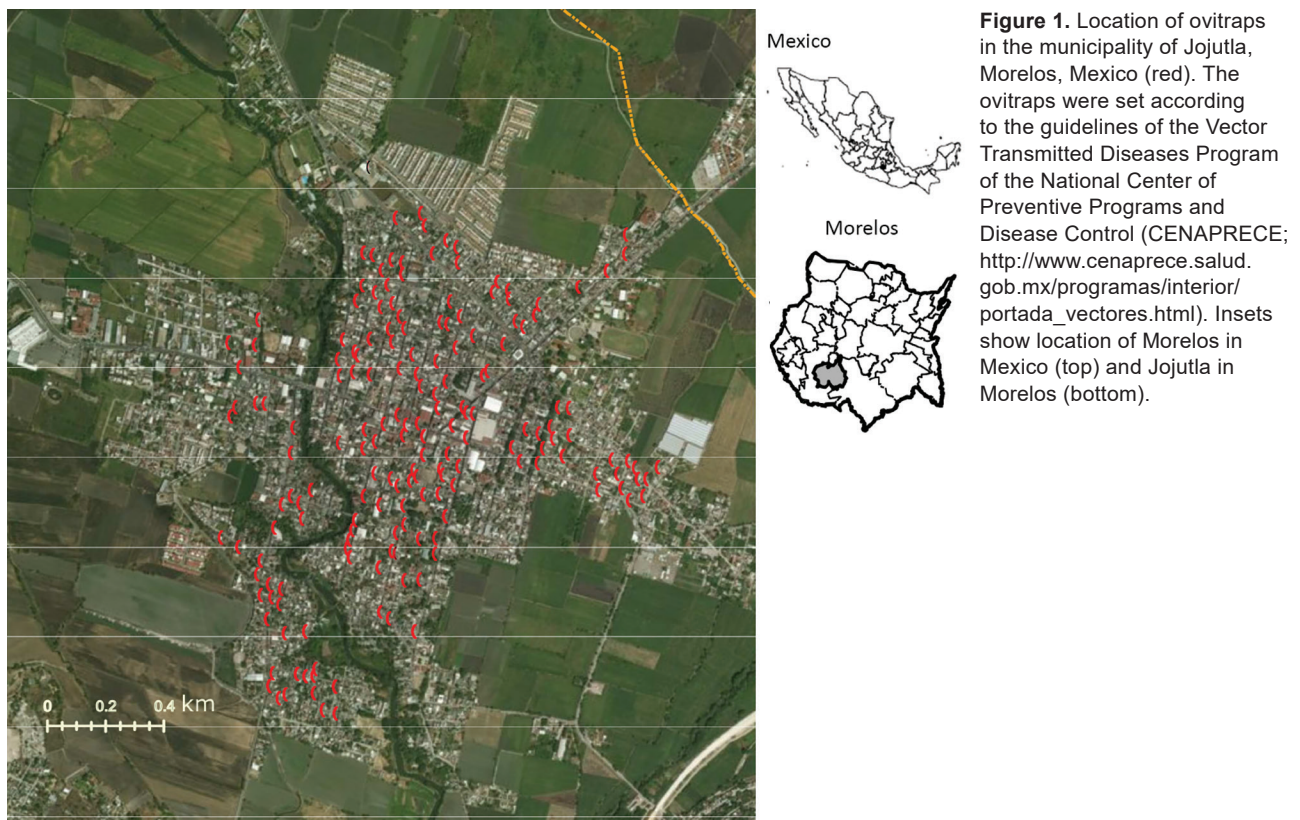 Mexico
Morelos
0 0.2 0.4 km
Figure 1. Location of ovitraps
in the municipality of Jojutla,
Morelos, Mexico (red). The
ovitraps were set according
to the guidelines of the Vector
Transmitted Diseases Program
of the National Center of
Preventive Programs and
Disease Control (CENAPRECE;
http://www.cenaprece.salud.
gob.mx/programas/interior/
portada_vectores.html). Insets
show location of Morelos in
Mexico (top) and Jojutla in
Morelos (bottom).